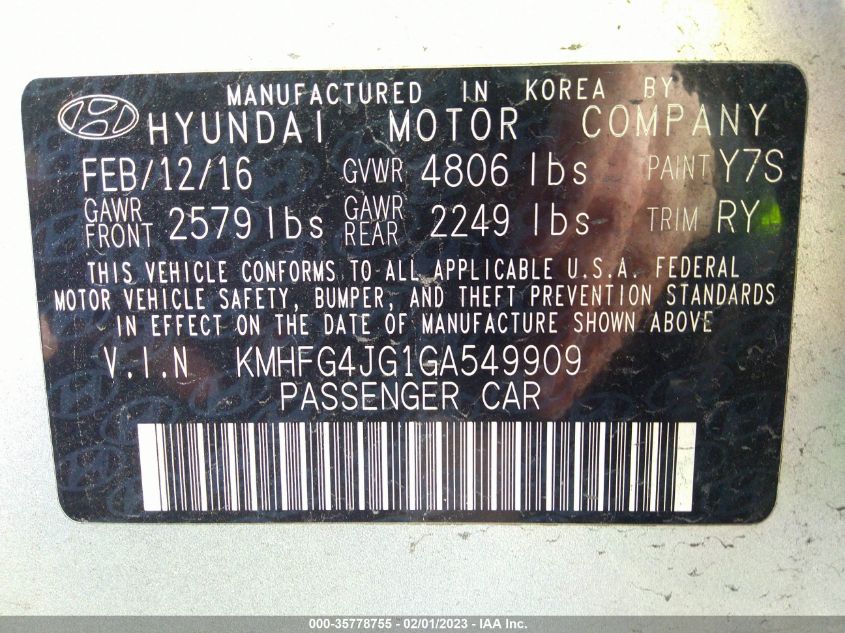 MANUFACTURED IN KOREA BY
HYUNDAI MOTOR COMPANY
FEB/12/16 GVWR 4806 lbs PAINT Y7S
GAWR FRONT 2579 lbs GAWR REAR 2249 lbs TRIM RY
THIS VEHICLE CONFORMS TO ALL APPLICABLE U.S.A. FEDERAL
MOTOR VEHICLE SAFETY, BUMPER, AND THEFT PREVENTION STANDARDS
IN EFFECT ON THE DATE OF MANUFACTURE SHOWN ABOVE
V.I.N KMHFG4JG1GA549909
PASSENGER CAR
000-35778755 - 02/01/2023 - IAA Inc.